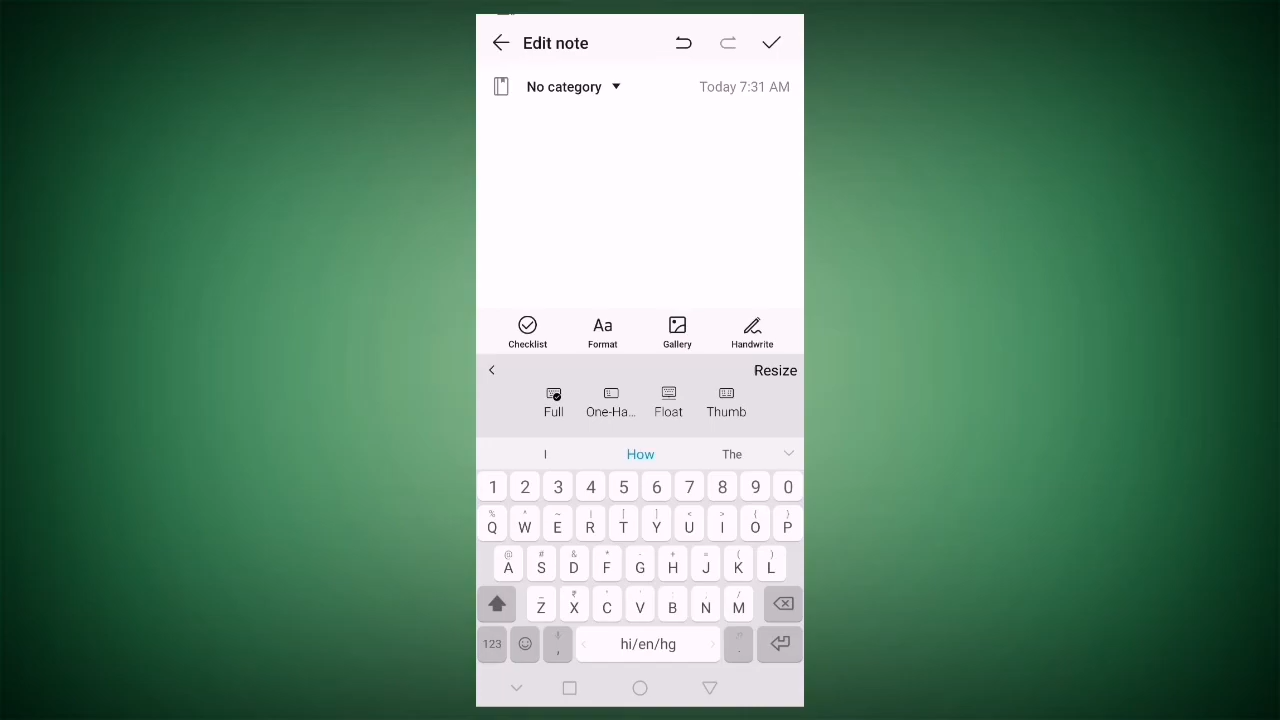 Edit note
No category Today 7:31 AM
Checklist Format Gallery Handwrite
Resize
Full One-Ha... Float Thumb
I How The
1 2 3 4 5 6 7 8 9 0
Q W E R T Y U I O P
@ # & * - + = ( )
A S D F G H J K L
Z X C V B N M
123 , hi/en/hg .